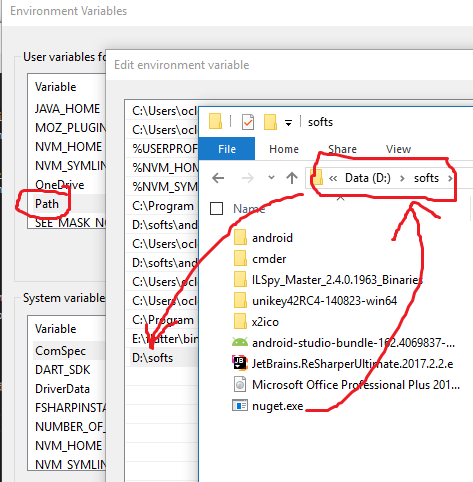 Environment Variables
User variables fo
Variable
JAVA_HOME
MOZ_PLUGIN
NVM_HOME
NVM_SYMLIN
OneDrive
Path
SEE_MASK_NO
System variables
Variable
ComSpec
DART_SDK
DriverData
FSHARPINSTA
NUMBER_OF_
NVM_HOME
NVM_SYMLIN
Edit environment variable
C:\Users\ocl
C:\Users\ocl
%USERPROF
%NVM_HOM
%NVM_SYM
C:\Program
D:\softs\and
D:\softs\and
C:\Users\ocl
C:\Users\ocl
C:\Program
E:\flutter\bin
D:\softs
softs
File
Home
Share
View
Data (D:)
softs
Name
android
cmder
ILSpy_Master_2.4.0.1963_Binaries
unikey42RC4-140823-win64
x2ico
android-studio-bundle-162.4069837-...
JetBrains.ReSharperUltimate.2017.2.2.e
Microsoft Office Professional Plus 201...
nuget.exe